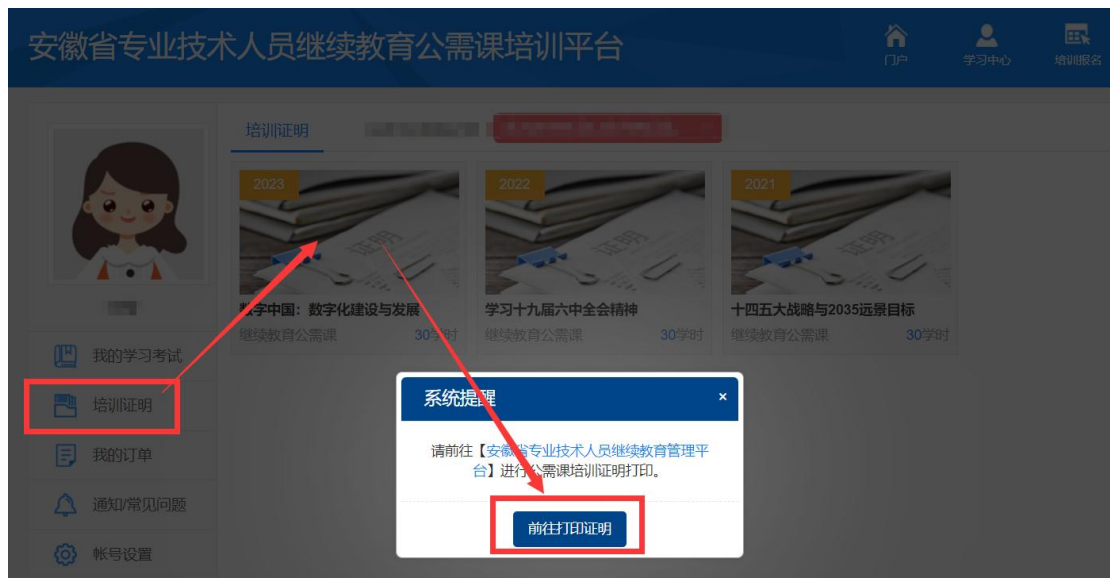 安徽省专业技术人员继续教育公需课培训平台
门户
学习中心
培训报名
培训证明
2023
2022
2021
证明
证明
证明
数字中国：数字化建设与发展
学习十九届六中全会精神
十四五大战略与2035远景目标
继续教育公需课 30学时
继续教育公需课 30学时
继续教育公需课 30学时
我的学习考试
培训证明
我的订单
通知/常见问题
帐号设置
系统提醒
×
请前往【安徽省专业技术人员继续教育管理平
台】进行公需课培训证明打印。
前往打印证明